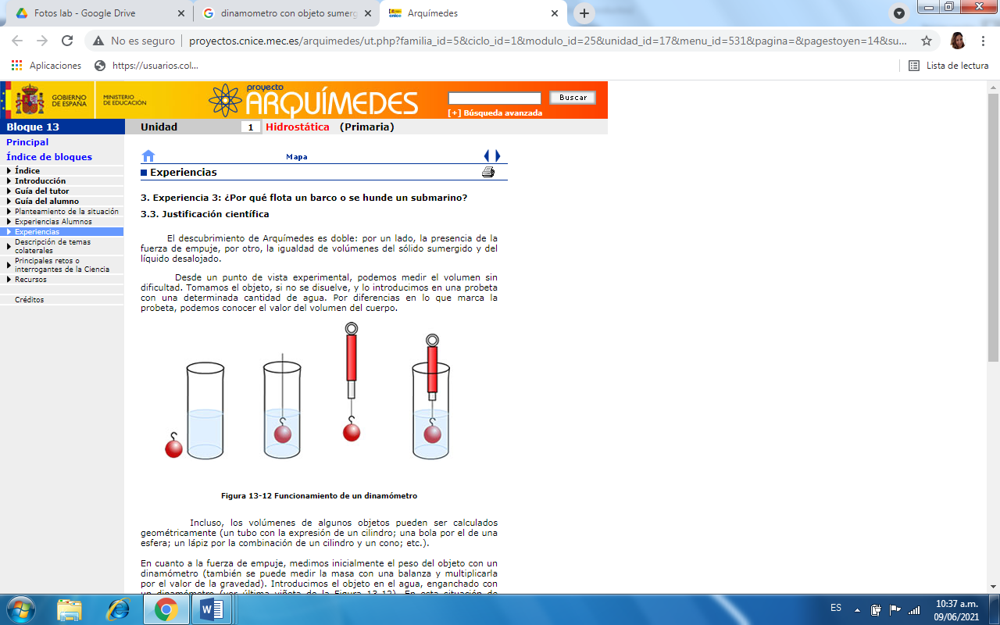 Fotos lab - Google Drive
dinamometro con objeto sumerg
Arquímedes
No es seguro
proyectos.cnice.mec.es/arquimedes/ut.php?familia_id=5&ciclo_id=1&modulo_id=25&unidad_id=17&menu_id=531&pagina=&pagestoyen=14&su...
Aplicaciones
https://usuarios.col...
Lista de lectura
GOBIERNO DE ESPAÑA
MINISTERIO DE EDUCACIÓN
cnice
proyecto
ARQUÍMEDES
Buscar
[+] Búsqueda avanzada
Bloque 13
Unidad 1 Hidrostática (Primaria)
Principal
Índice de bloques
Índice
Introducción
Guía del tutor
Guía del alumno
Planteamiento de la situación
Experiencias Alumnos
Experiencias
Descripción de temas
colaterales
Principales retos o
interrogantes de la Ciencia
Recursos
Créditos
Mapa
Experiencias
3. Experiencia 3: ¿Por qué flota un barco o se hunde un submarino?
3.3. Justificación científica
El descubrimiento de Arquímedes es doble: por un lado, la presencia de la
fuerza de empuje, por otro, la igualdad de volúmenes del sólido sumergido y del
líquido desalojado.
Desde un punto de vista experimental, podemos medir el volumen sin
dificultad. Tomamos el objeto, si no se disuelve, y lo introducimos en una probeta
con una determinada cantidad de agua. Por diferencias en lo que marca la
probeta, podemos conocer el valor del volumen del cuerpo.
Figura 13-12 Funcionamiento de un dinamómetro
Incluso, los volúmenes de algunos objetos pueden ser calculados
geométricamente (un tubo con la expresión de un cilindro; una bola por el de una
esfera; un lápiz por la combinación de un cilindro y un cono; etc.).
En cuanto a la fuerza de empuje, medimos inicialmente el peso del objeto con un
dinamómetro (también se puede medir la masa con una balanza y multiplicarla
por el valor de la gravedad). Introducimos el objeto en el agua, enganchado con
un dinamómetro (ver última viñeta de la Figura 13-12). En esta situación de
ES
10:37 a.m.
09/06/2021